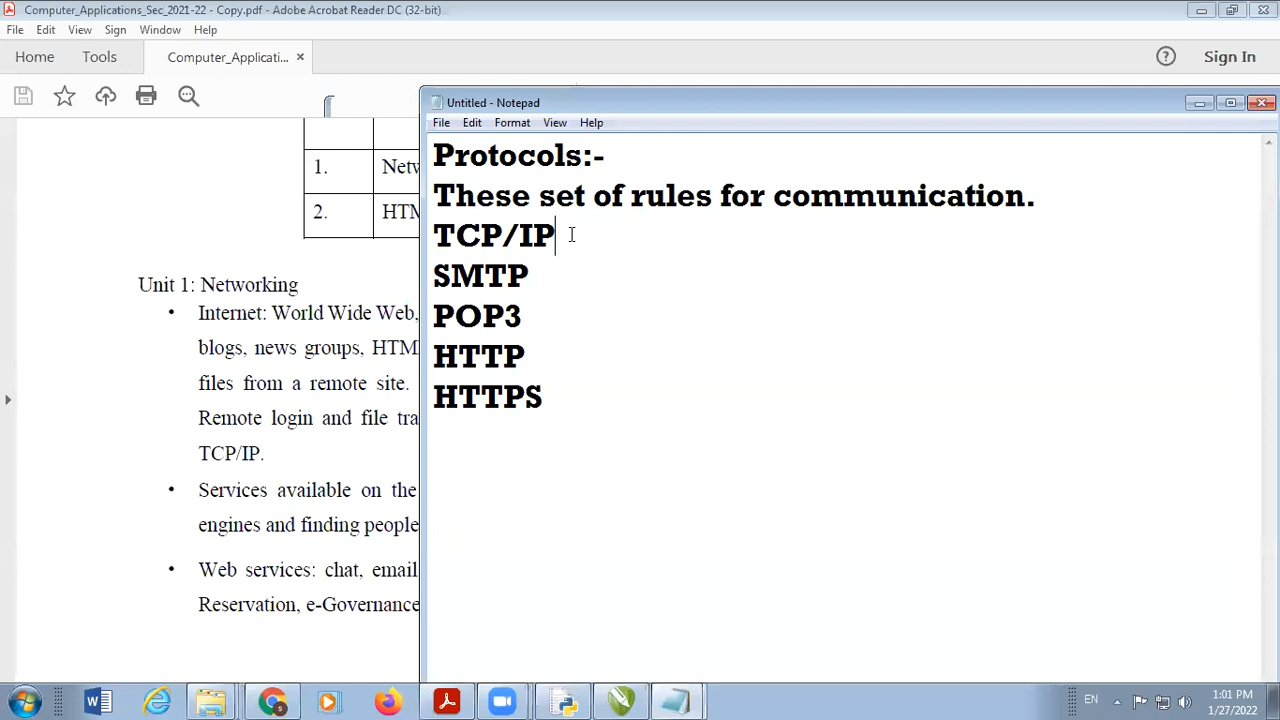 Computer_Applications_Sec_2021-22 - Copy.pdf - Adobe Acrobat Reader DC (32-bit)
File Edit View Sign Window Help
Home Tools Computer_Applicati... × Sign In
Untitled - Notepad
File Edit Format View Help
Protocols:-
These set of rules for communication.
TCP/IP
SMTP
POP3
HTTP
HTTPS
1. Netw
2. HTM
Unit 1: Networking
• Internet: World Wide Web,
blogs, news groups, HTM
files from a remote site.
Remote login and file tra
TCP/IP.
• Services available on the
engines and finding people
• Web services: chat, email
Reservation, e-Governance
EN 1:01 PM
1/27/2022